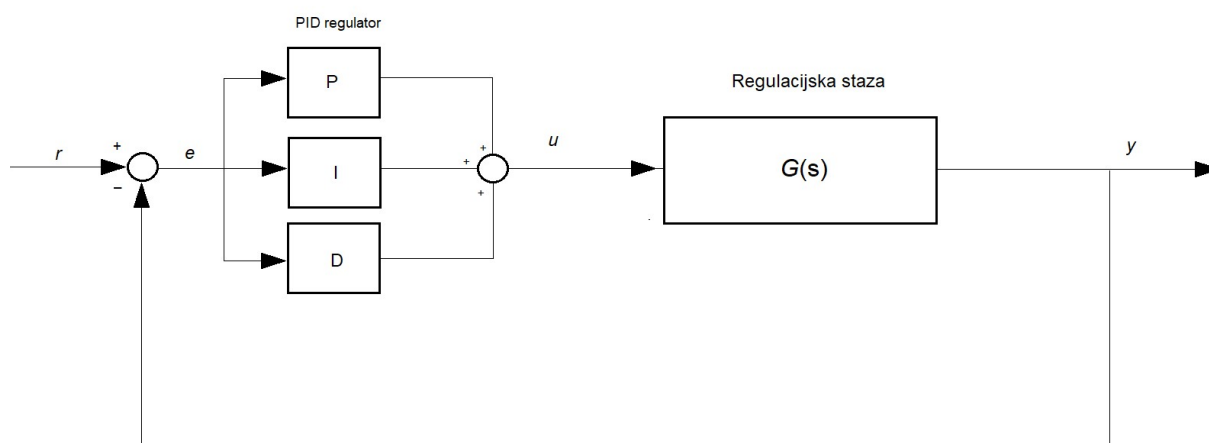 PID regulator
P
Regulacijska staza
r
+
−
e
I
+
+
+
u
G(s)
y
D